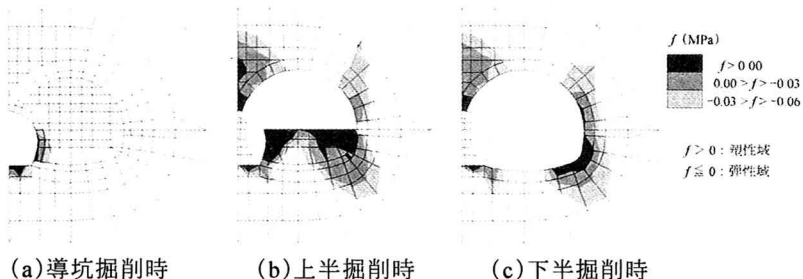 f (MPa)
f > 0.00
0.00 > f > -0.03
-0.03 > f > -0.06
f > 0 : 塑性域
f ≦ 0 : 弾性域
(a)導坑掘削時
(b)上半掘削時
(c)下半掘削時